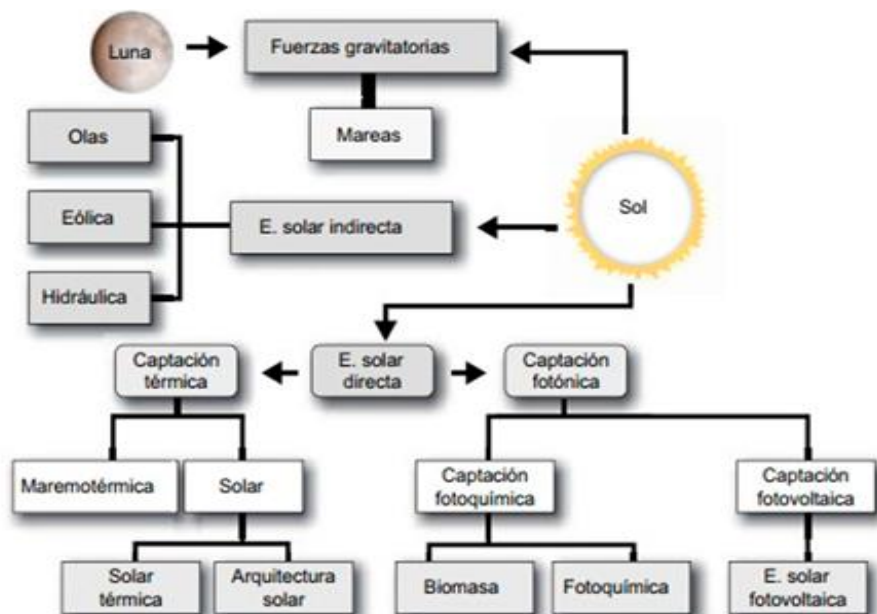 Luna
Fuerzas gravitatorias
Mareas
Olas
Eólica
Hidráulica
E. solar indirecta
Sol
Captación
térmica
E. solar
directa
Captación
fotónica
Maremotérmica
Solar
Captación
fotoquímica
Captación
fotovoltaica
Solar
térmica
Arquitectura
solar
Biomasa
Fotoquímica
E. solar
fotovoltaica